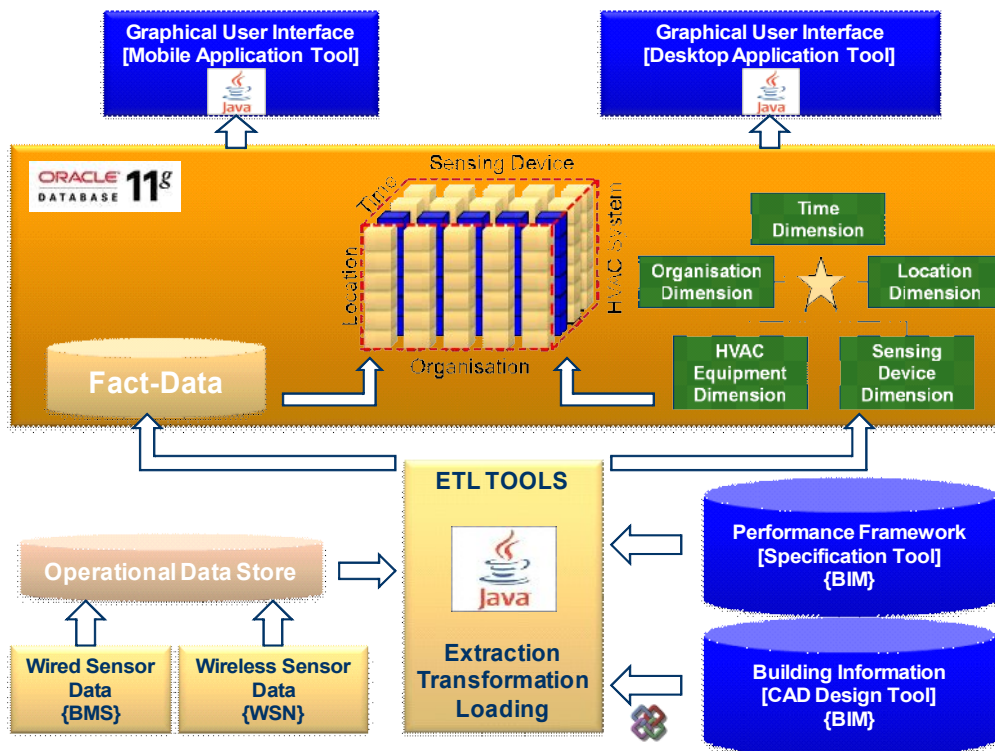 Graphical User Interface
[Mobile Application Tool]
Java
Graphical User Interface
[Desktop Application Tool]
Java
ORACLE
DATABASE 11g
Sensing Device
Time
Location
HVAC System
Organisation
Time
Dimension
Organisation
Dimension
Location
Dimension
HVAC
Equipment
Dimension
Sensing
Device
Dimension
Fact-Data
ETL TOOLS
Java
Extraction
Transformation
Loading
Operational Data Store
Wired Sensor
Data
{BMS}
Wireless Sensor
Data
{WSN}
Performance Framework
[Specification Tool]
{BIM}
Building Information
[CAD Design Tool]
{BIM}